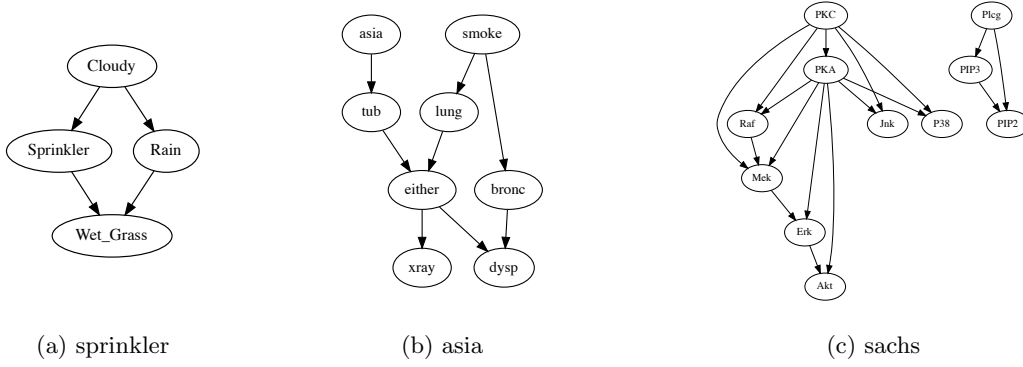 Cloudy
Sprinkler
Rain
Wet_Grass
(a) sprinkler
asia
smoke
tub
lung
either
bronc
xray
dysp
(b) asia
PKC
Plcg
PKA
PIP3
Raf
Jnk
P38
PIP2
Mek
Erk
Akt
(c) sachs